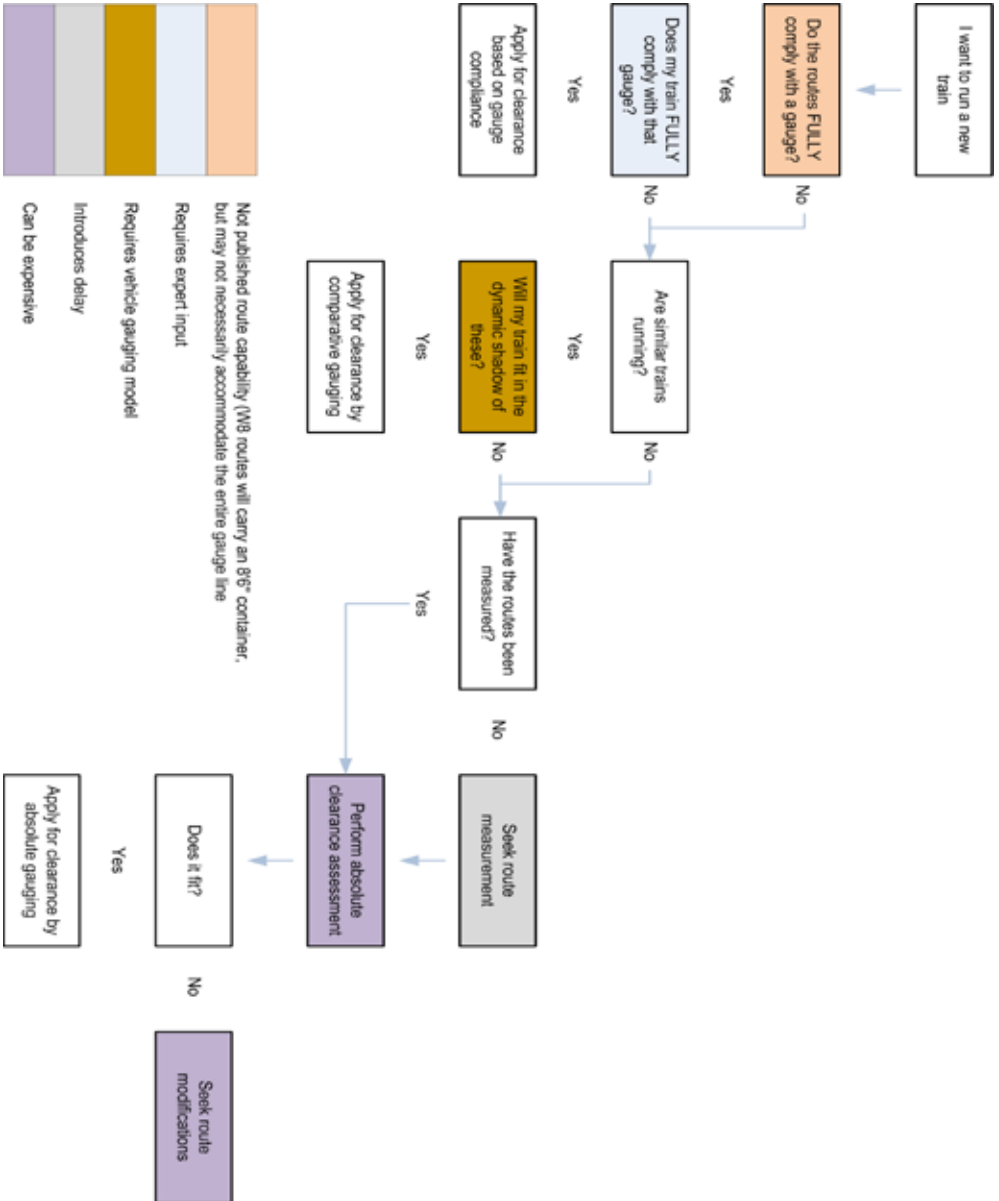 I want to run a new
train
Do the routes FULLY
comply with a gauge?
No
Yes
Does my train FULLY
comply with that
gauge?
No
Are similar trains
running?
No
Yes
Yes
Apply for clearance
based on gauge
compliance
Will my train fit in the
dynamic shadow of
these?
No
Have the routes been
measured?
No
Seek route
measurement
Yes
Yes
Apply for clearance by
comparative gauging
Perform absolute
clearance assessment
Does it fit?
No
Seek route
modifications
Yes
Apply for clearance by
absolute gauging
Not published route capability (W8 routes will carry an 8'6" container,
but may not necessarily accommodate the entire gauge line
Requires expert input
Requires vehicle gauging model
Introduces delay
Can be expensive